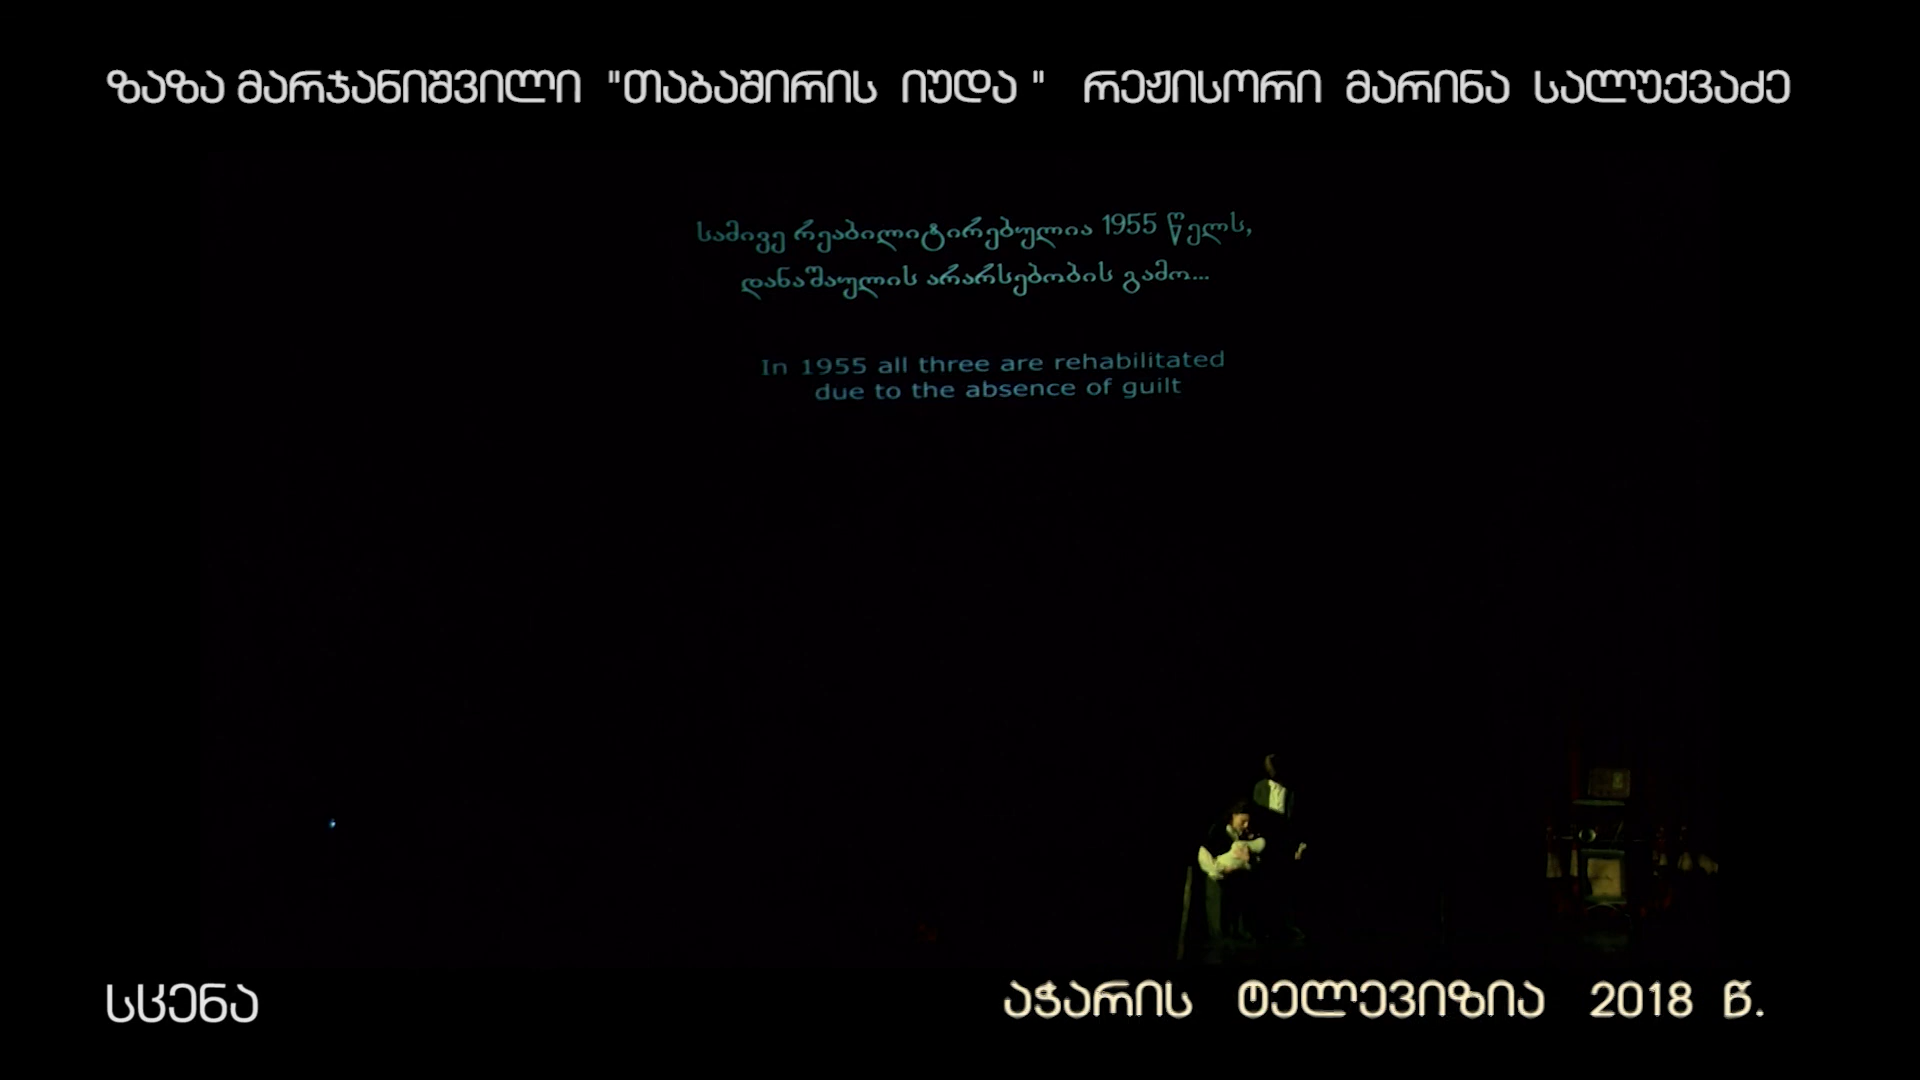 ზაზა მარჯანიშვილი "თაბაშირის იუდა" რეჟისორი მარინა სალუქვაძე
სამივე რეაბილიტირებულია 1955 წელს,
დანაშაულის არარსებობის გამო...
In 1955 all three are rehabilitated
due to the absence of guilt
სცენა
აჭარის ტელევიზია 2018 წ.